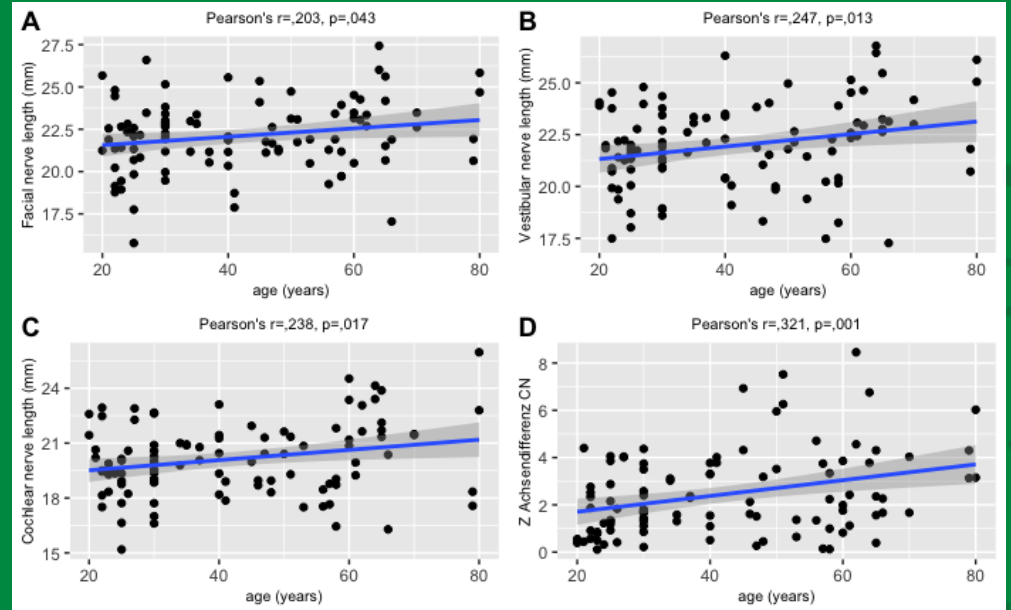 A
Pearson's r=,203, p=,043
Facial nerve length (mm)
27.5
25.0
22.5
20.0
17.5
20 40 60 80
age (years)
B
Pearson's r=,247, p=,013
Vestibular nerve length (mm)
25.0
22.5
20.0
17.5
20 40 60 80
age (years)
C
Pearson's r=,238, p=,017
Cochlear nerve length (mm)
24
21
18
15
20 40 60 80
age (years)
D
Pearson's r=,321, p=,001
Z Achsendifferenz CN
8
6
4
2
0
20 40 60 80
age (years)